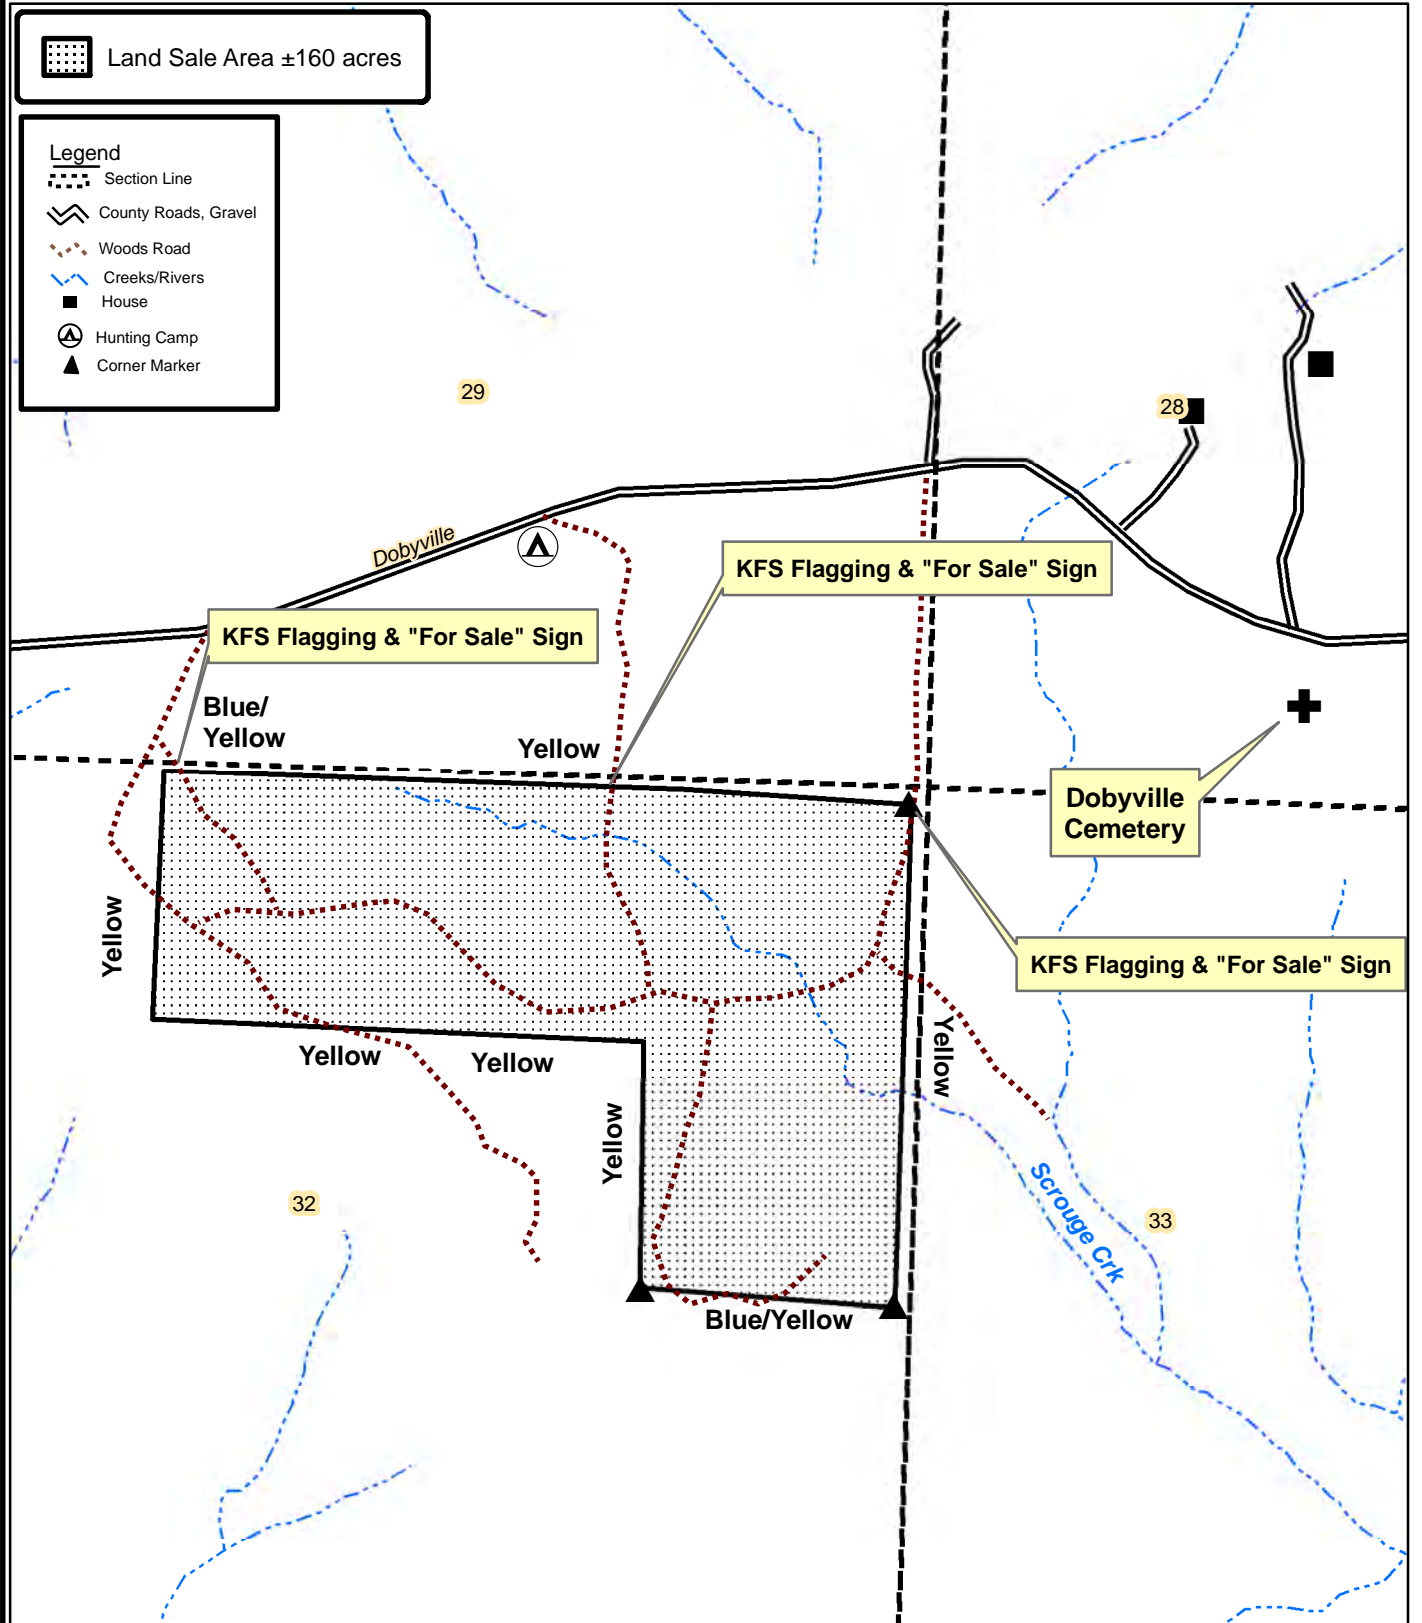 Land Sale Area ±160 acres
Legend
Section Line
County Roads, Gravel
Woods Road
Creeks/Rivers
House
Hunting Camp
Corner Marker
29
28
Dobyville
KFS Flagging & "For Sale" Sign
KFS Flagging & "For Sale" Sign
Blue/
Yellow
Yellow
Dobyville
Cemetery
Yellow
KFS Flagging & "For Sale" Sign
Yellow
Yellow
Yellow
Yellow
32
33
Scrouge Crk
Blue/Yellow